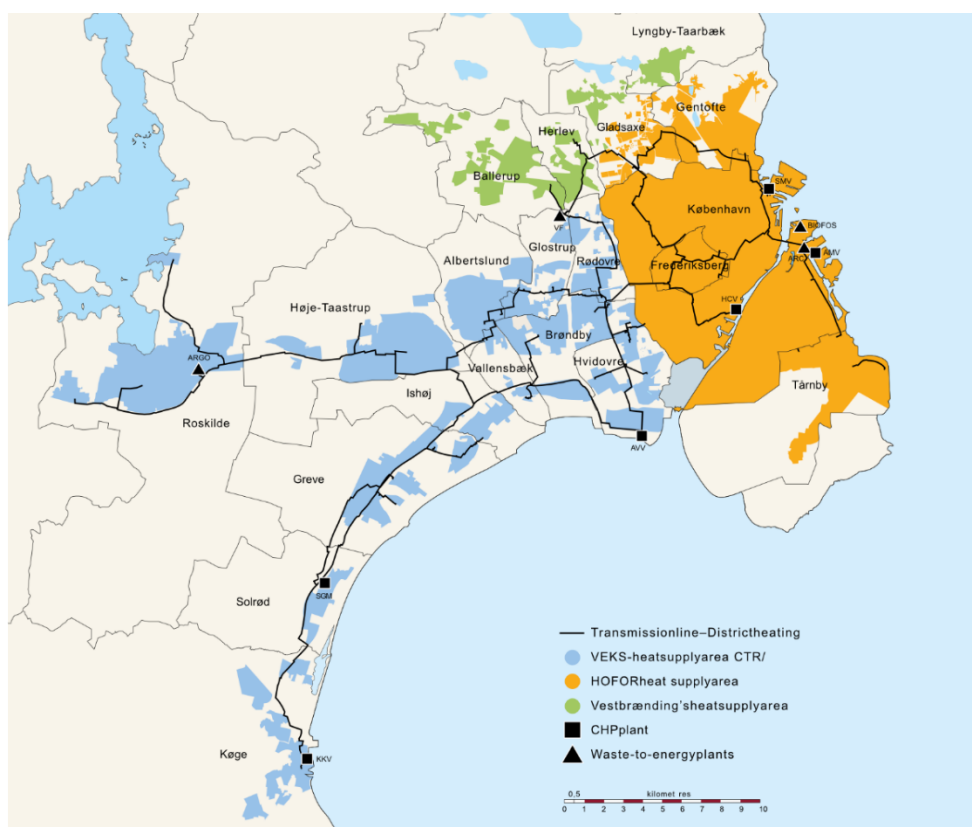 Lyngby-Taarbæk
Gentofte
Gladsaxe
Herlev
Ballerup
SMV
København
BIOFOS
VF
Glostrup
ARC
AMV
Albertslund
Rødovre
Frederiksberg
Høje-Taastrup
HCV
Brøndby
Hvidovre
Vallensbæk
ARGO
Ishøj
Tårnby
Roskilde
AVV
Greve
SGM
Solrød
Transmissionline–Districtheating
VEKS-heatsupplyarea CTR/
HOFORheat supplyarea
Vestbrænding'sheatsupplyarea
CHPplant
Waste-to-energyplants
Køge
KKV
0.5 kilomet res
0 1 2 3 4 5 6 7 8 9 10